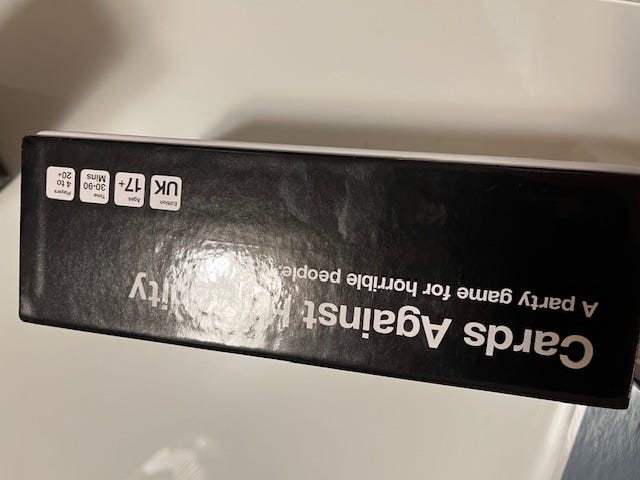 Cards Against Humanity
A party game for horrible people.
Edition
UK
Ages
17+
Time
30-90
Mins
Players
4 to
20+